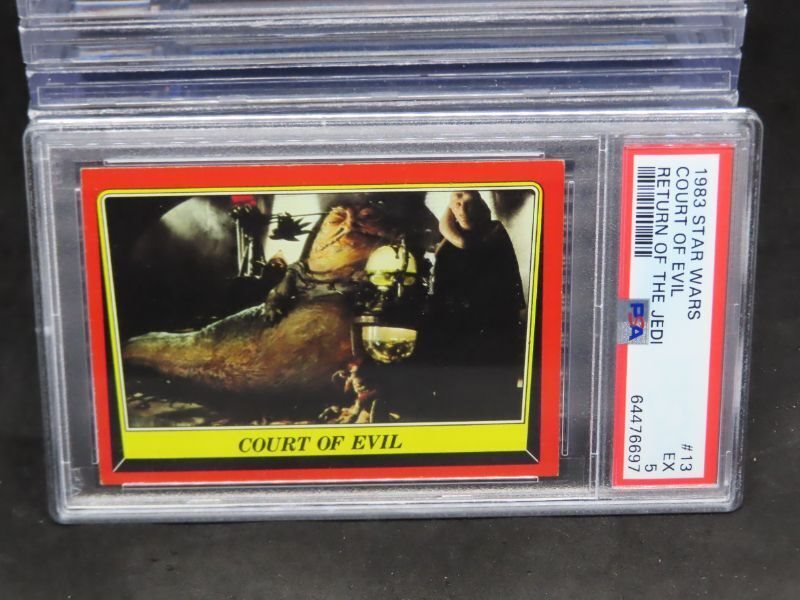 COURT OF EVIL
1983 STAR WARS
COURT OF EVIL
RETURN OF THE JEDI
PSA
#13
EX
5
64476697